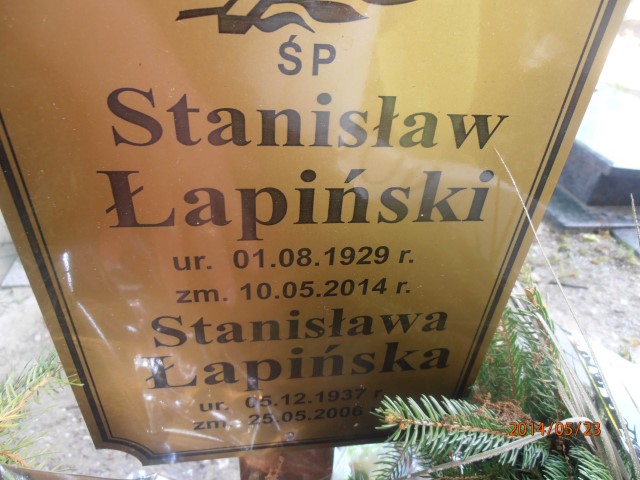 ŚP
Stanisław
Łapiński
ur. 01.08.1929 r.
zm. 10.05.2014 r.
Stanisława
Łapińska
ur. 05.12.1937 r
zm. 25.05.2006
2014/05/23